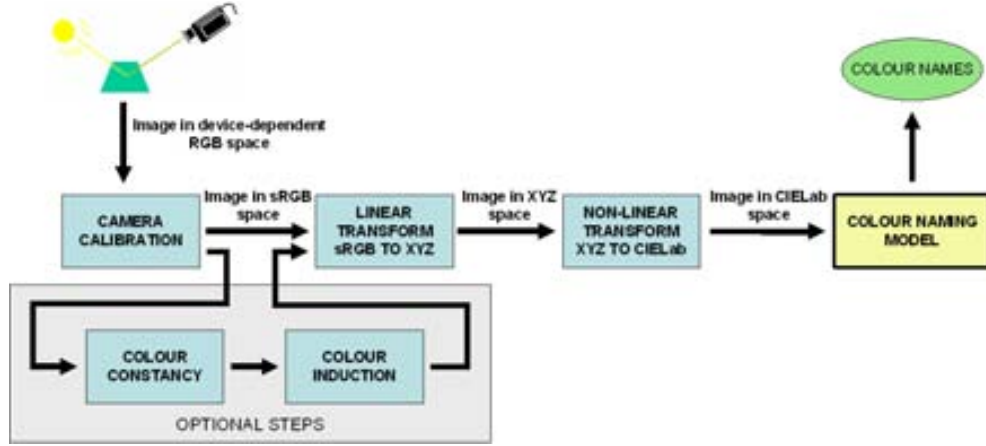 COLOUR NAMES
Image in device-dependent
RGB space
CAMERA
CALIBRATION
Image in sRGB
space
LINEAR
TRANSFORM
sRGB TO XYZ
Image in XYZ
space
NON-LINEAR
TRANSFORM
XYZ TO CIELab
Image in CIELab
space
COLOUR NAMING
MODEL
COLOUR
CONSTANCY
COLOUR
INDUCTION
OPTIONAL STEPS